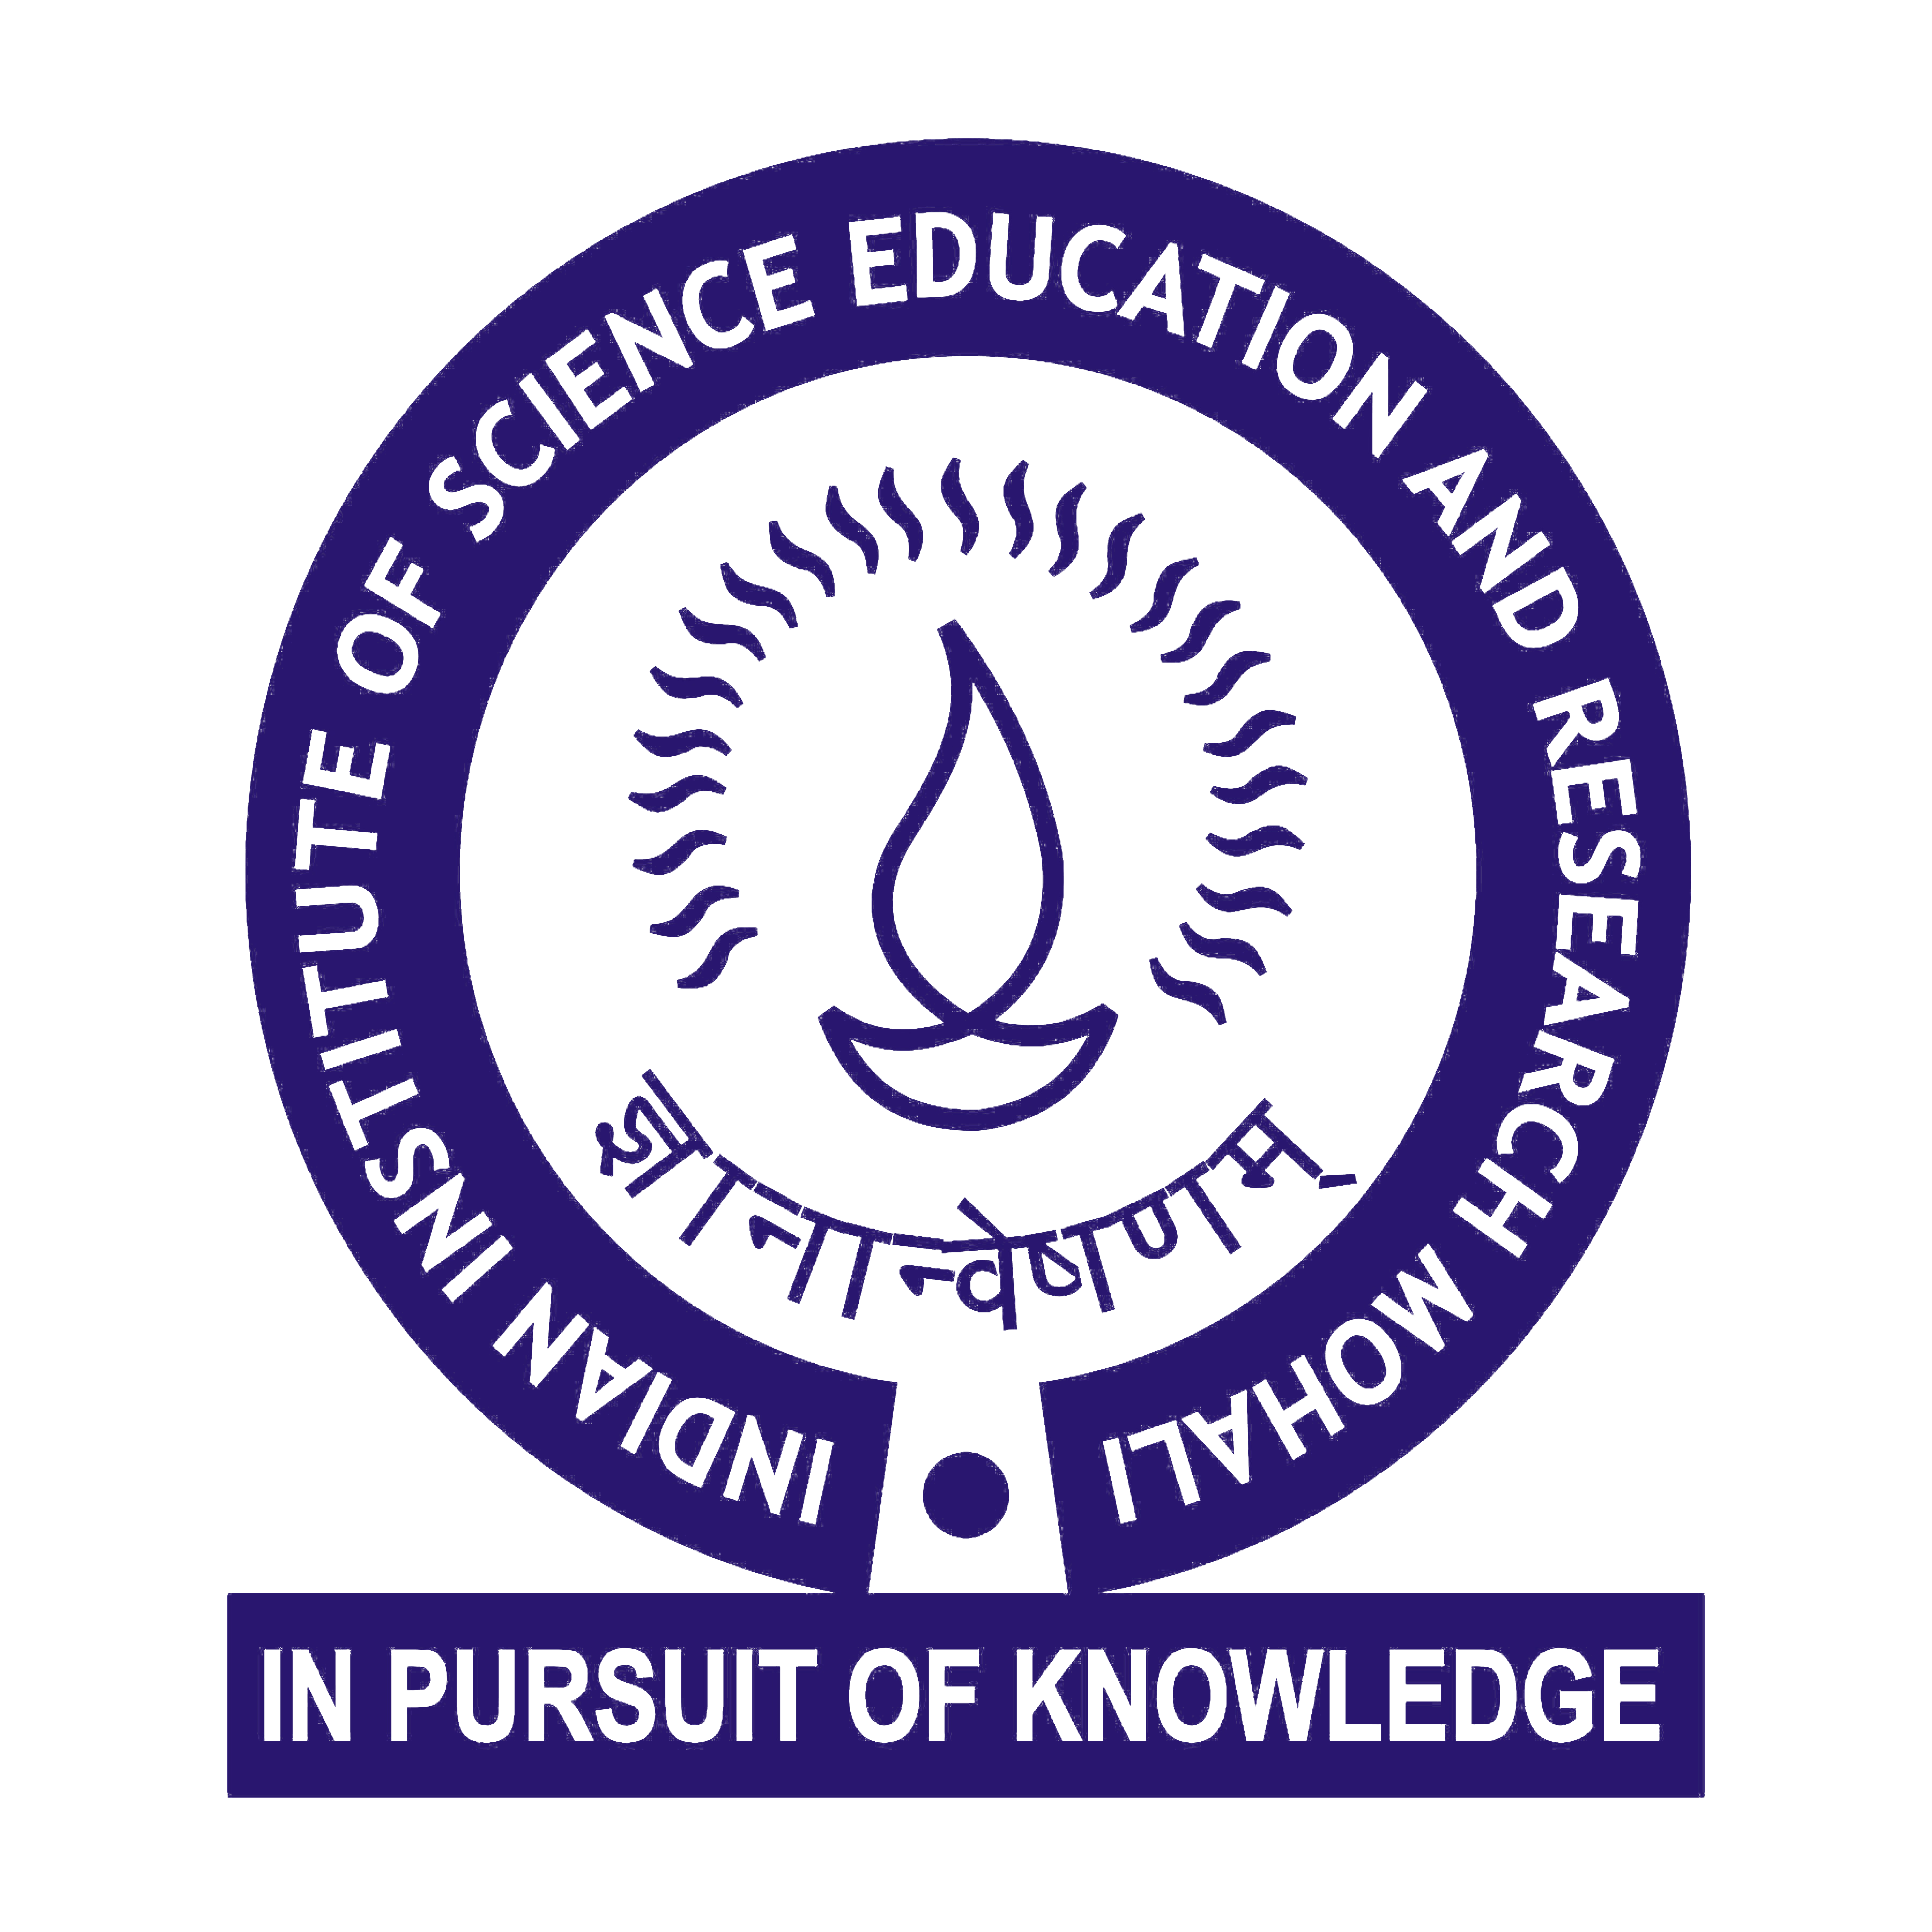 INDIAN INSTITUTE OF SCIENCE EDUCATION AND RESEARCH MOHALI
ज्ञानान्वेषणम्
IN PURSUIT OF KNOWLEDGE